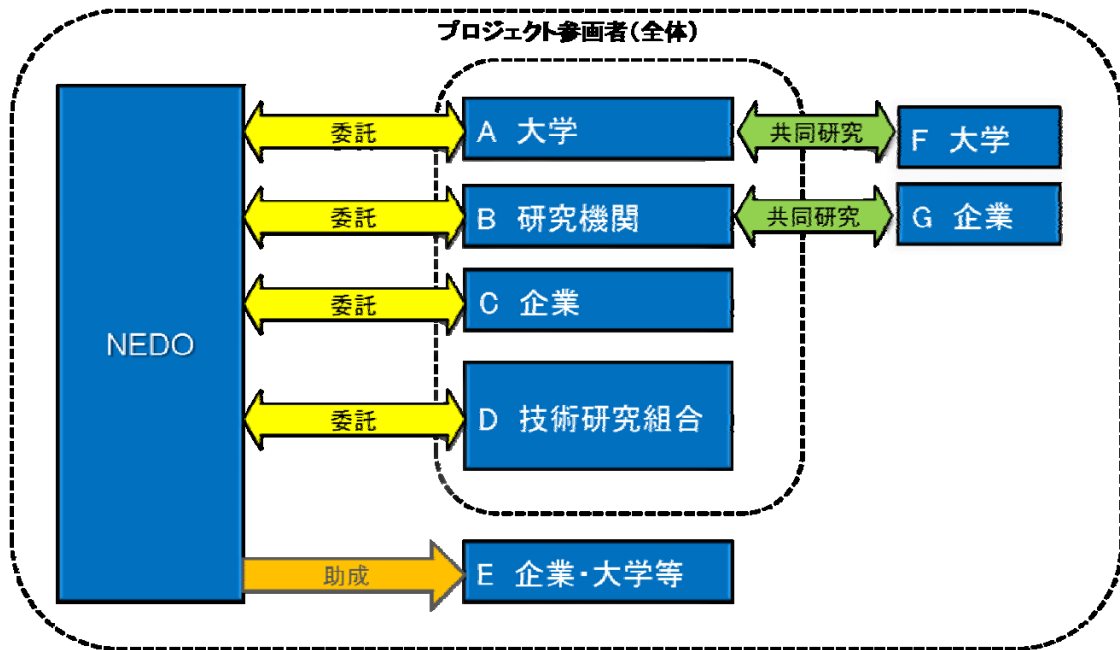 プロジェクト参画者(全体)
NEDO
委託
A 大学
共同研究
F 大学
委託
B 研究機関
共同研究
G 企業
委託
C 企業
委託
D 技術研究組合
助成
E 企業・大学等